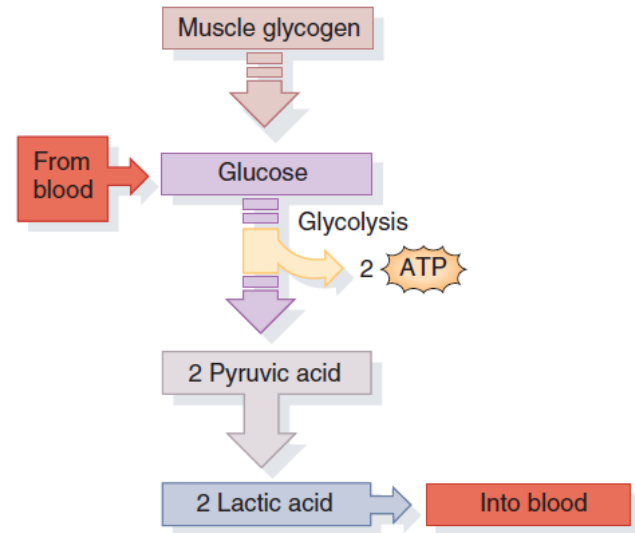 Muscle glycogen
From
blood
Glucose
Glycolysis
2 ATP
2 Pyruvic acid
2 Lactic acid
Into blood